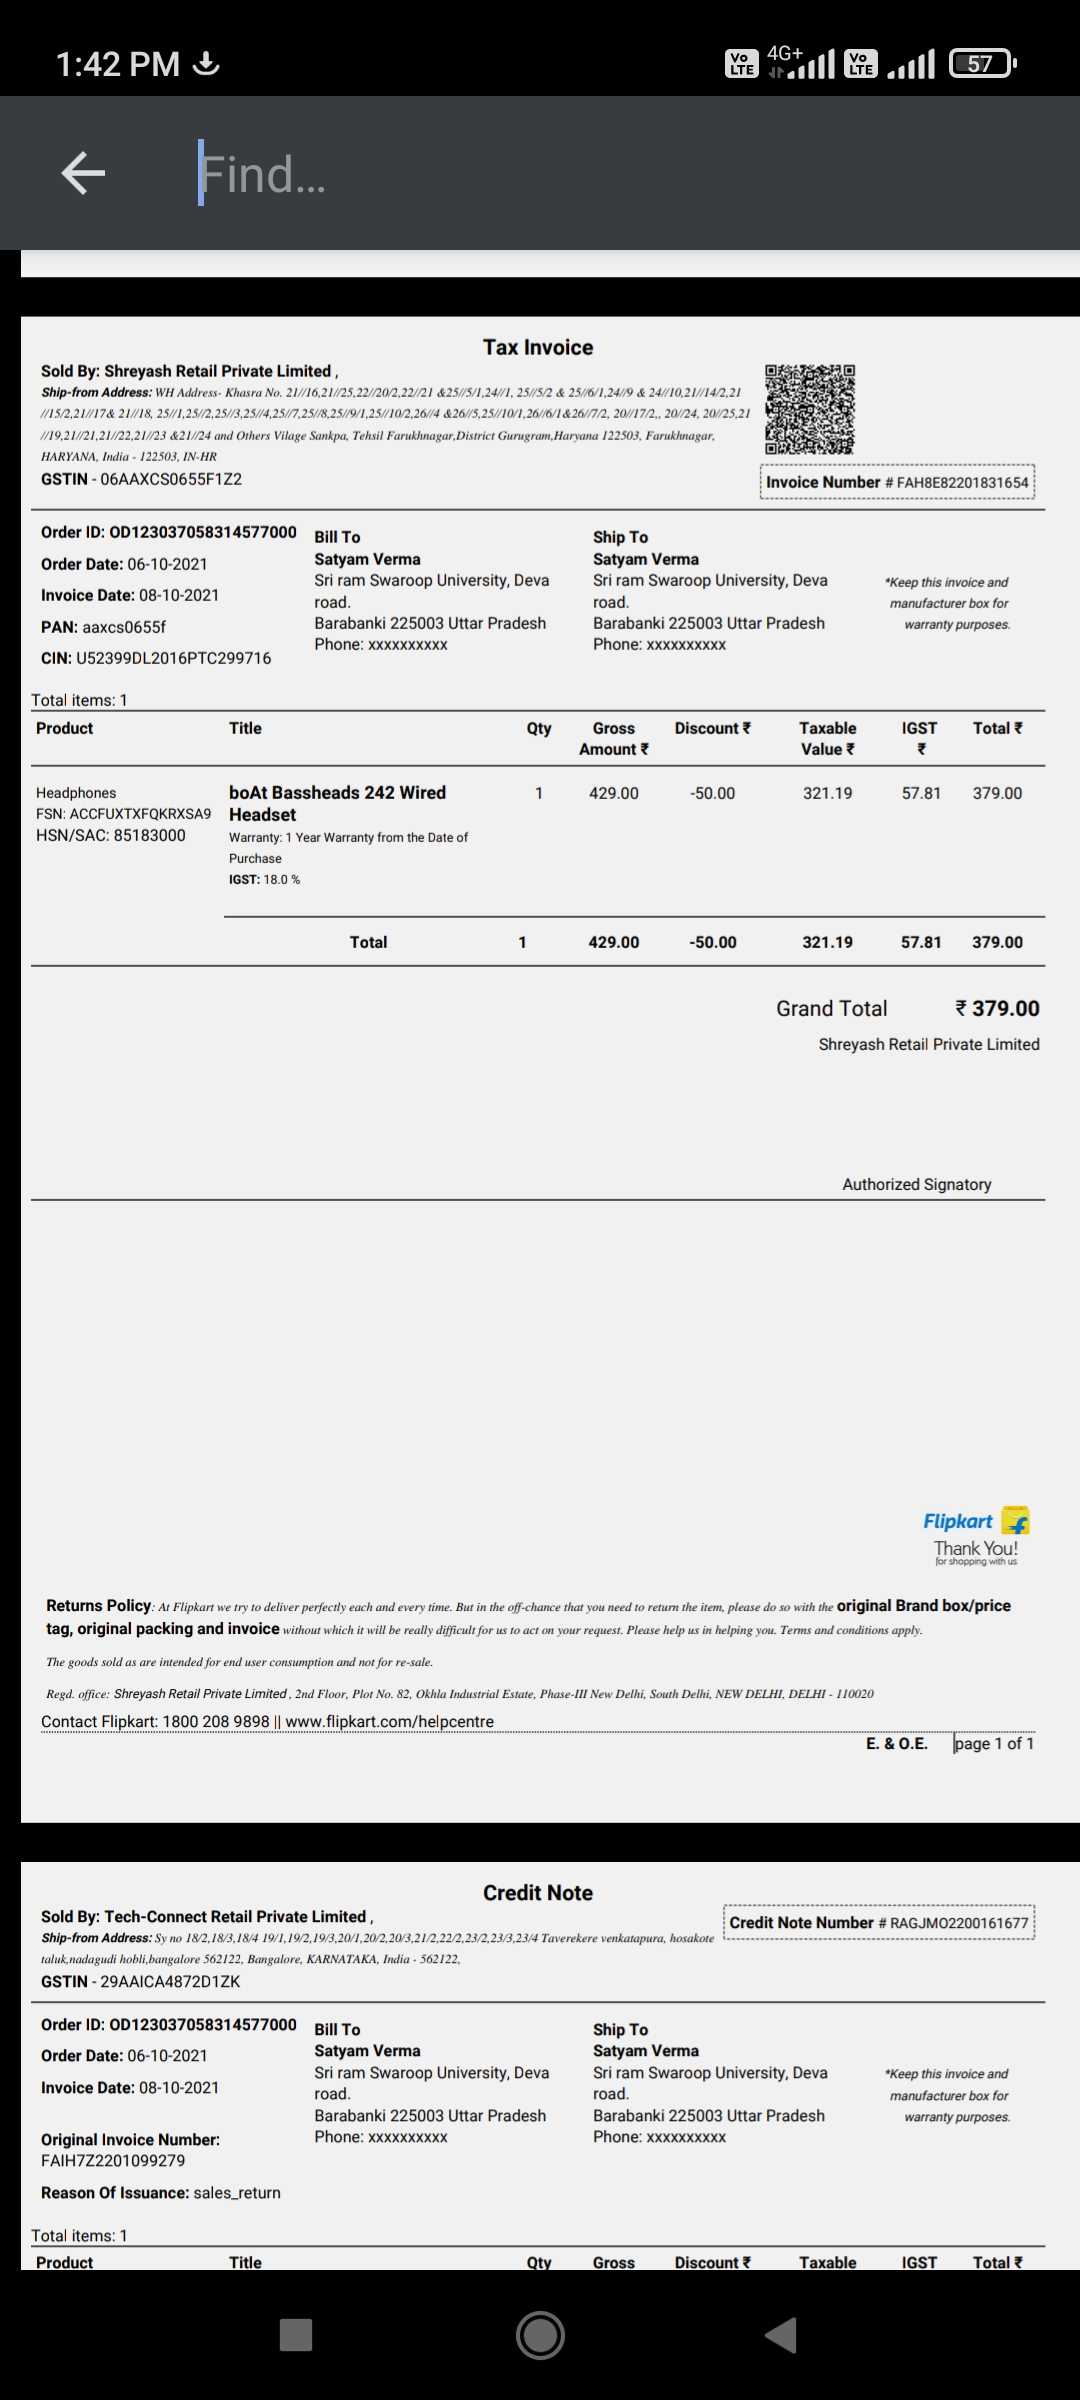 1:42 PM
Vo LTE 4G+ Vo LTE 57
Find...
Tax Invoice
Sold By: Shreyash Retail Private Limited ,
Ship-from Address: WH Address- Khasra No. 21//16,21//25,22//20/2,22//21 &25//5/1,24//1, 25//5/2 & 25//6/1,24//9 & 24//10,21//14/2,21
//15/2,21//17& 21//18, 25//1,25//2,25//3,25//4,25//7,25//8,25//9/1,25//10/2,26//4 &26//5,25//10/1,26//6/1&26//7/2, 20//17/2,, 20//24, 20//25,21
//19,21//21,21//22,21//23 &21//24 and Others Vilage Sankpa, Tehsil Farukhnagar,District Gurugram,Haryana 122503, Farukhnagar,
HARYANA, India - 122503, IN-HR
GSTIN - 06AAXCS0655F1Z2
Invoice Number # FAH8E82201831654
Order ID: OD123037058314577000
Order Date: 06-10-2021
Invoice Date: 08-10-2021
PAN: aaxcs0655f
CIN: U52399DL2016PTC299716
Bill To
Satyam Verma
Sri ram Swaroop University, Deva
road.
Barabanki 225003 Uttar Pradesh
Phone: xxxxxxxxxx
Ship To
Satyam Verma
Sri ram Swaroop University, Deva
road.
Barabanki 225003 Uttar Pradesh
Phone: xxxxxxxxxx
*Keep this invoice and
manufacturer box for
warranty purposes.
Total items: 1
Product Title Qty Gross Amount ₹ Discount ₹ Taxable Value ₹ IGST ₹ Total ₹
Headphones
FSN: ACCFUXTXFQKRXSA9
HSN/SAC: 85183000
boAt Bassheads 242 Wired
Headset
Warranty: 1 Year Warranty from the Date of
Purchase
IGST: 18.0 %
1 429.00 -50.00 321.19 57.81 379.00
Total 1 429.00 -50.00 321.19 57.81 379.00
Grand Total ₹ 379.00
Shreyash Retail Private Limited
Authorized Signatory
Flipkart
Thank You!
for shopping with us
Returns Policy: At Flipkart we try to deliver perfectly each and every time. But in the off-chance that you need to return the item, please do so with the original Brand box/price
tag, original packing and invoice without which it will be really difficult for us to act on your request. Please help us in helping you. Terms and conditions apply.
The goods sold as are intended for end user consumption and not for re-sale.
Regd. office: Shreyash Retail Private Limited , 2nd Floor, Plot No. 82, Okhla Industrial Estate, Phase-III New Delhi, South Delhi, NEW DELHI, DELHI - 110020
Contact Flipkart: 1800 208 9898 || www.flipkart.com/helpcentre
E. & O.E. page 1 of 1
Credit Note
Sold By: Tech-Connect Retail Private Limited ,
Ship-from Address: Sy no 18/2,18/3,18/4 19/1,19/2,19/3,20/1,20/2,20/3,21/2,22/2,23/2,23/3,23/4 Taverekere venkatapura, hosakote
taluk,nadagudi hobli,bangalore 562122, Bangalore, KARNATAKA, India - 562122,
GSTIN - 29AAICA4872D1ZK
Credit Note Number # RAGJMO2200161677
Order ID: OD123037058314577000
Order Date: 06-10-2021
Invoice Date: 08-10-2021
Original Invoice Number:
FAIH7Z2201099279
Reason Of Issuance: sales_return
Bill To
Satyam Verma
Sri ram Swaroop University, Deva
road.
Barabanki 225003 Uttar Pradesh
Phone: xxxxxxxxxx
Ship To
Satyam Verma
Sri ram Swaroop University, Deva
road.
Barabanki 225003 Uttar Pradesh
Phone: xxxxxxxxxx
*Keep this invoice and
manufacturer box for
warranty purposes.
Total items: 1
Product Title Qty Gross Discount ₹ Taxable IGST Total ₹